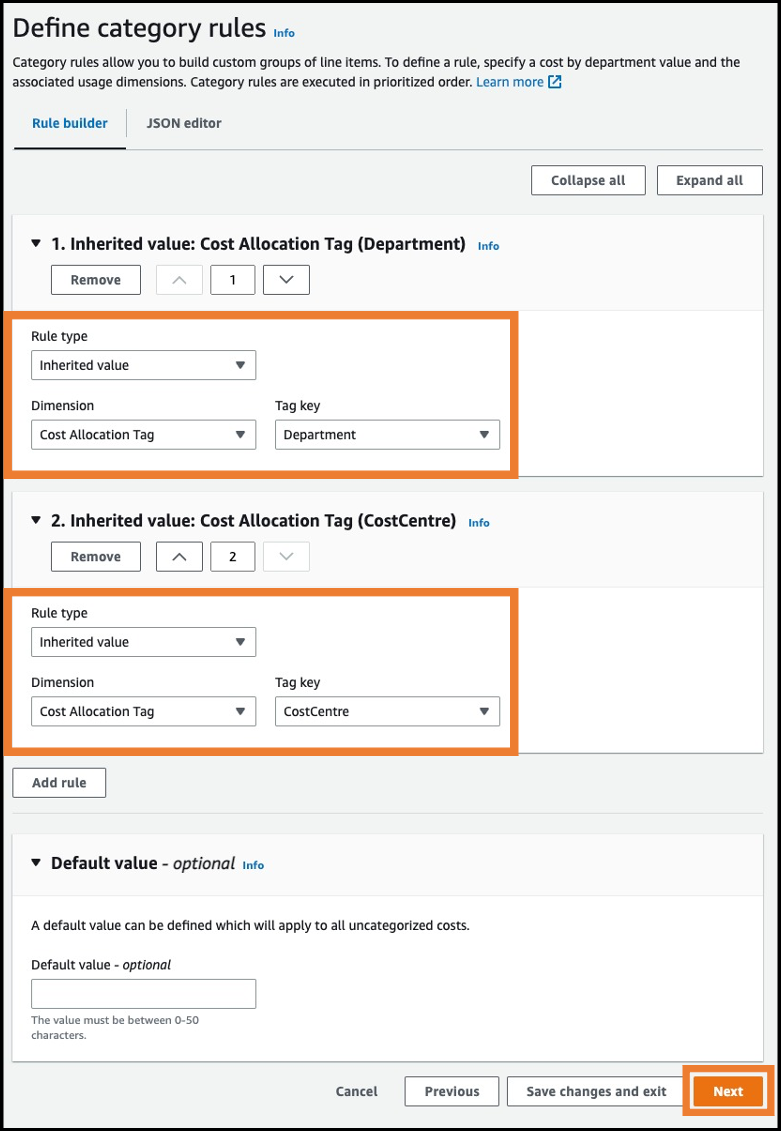 Define category rules Info
Category rules allow you to build custom groups of line items. To define a rule, specify a cost by department value and the
associated usage dimensions. Category rules are executed in prioritized order. Learn more
Rule builder
JSON editor
Collapse all
Expand all
1. Inherited value: Cost Allocation Tag (Department) Info
Remove
1
Rule type
Inherited value
Dimension
Tag key
Cost Allocation Tag
Department
2. Inherited value: Cost Allocation Tag (CostCentre) Info
Remove
2
Rule type
Inherited value
Dimension
Tag key
Cost Allocation Tag
CostCentre
Add rule
Default value - optional Info
A default value can be defined which will apply to all uncategorized costs.
Default value - optional
The value must be between 0-50
characters.
Cancel
Previous
Save changes and exit
Next